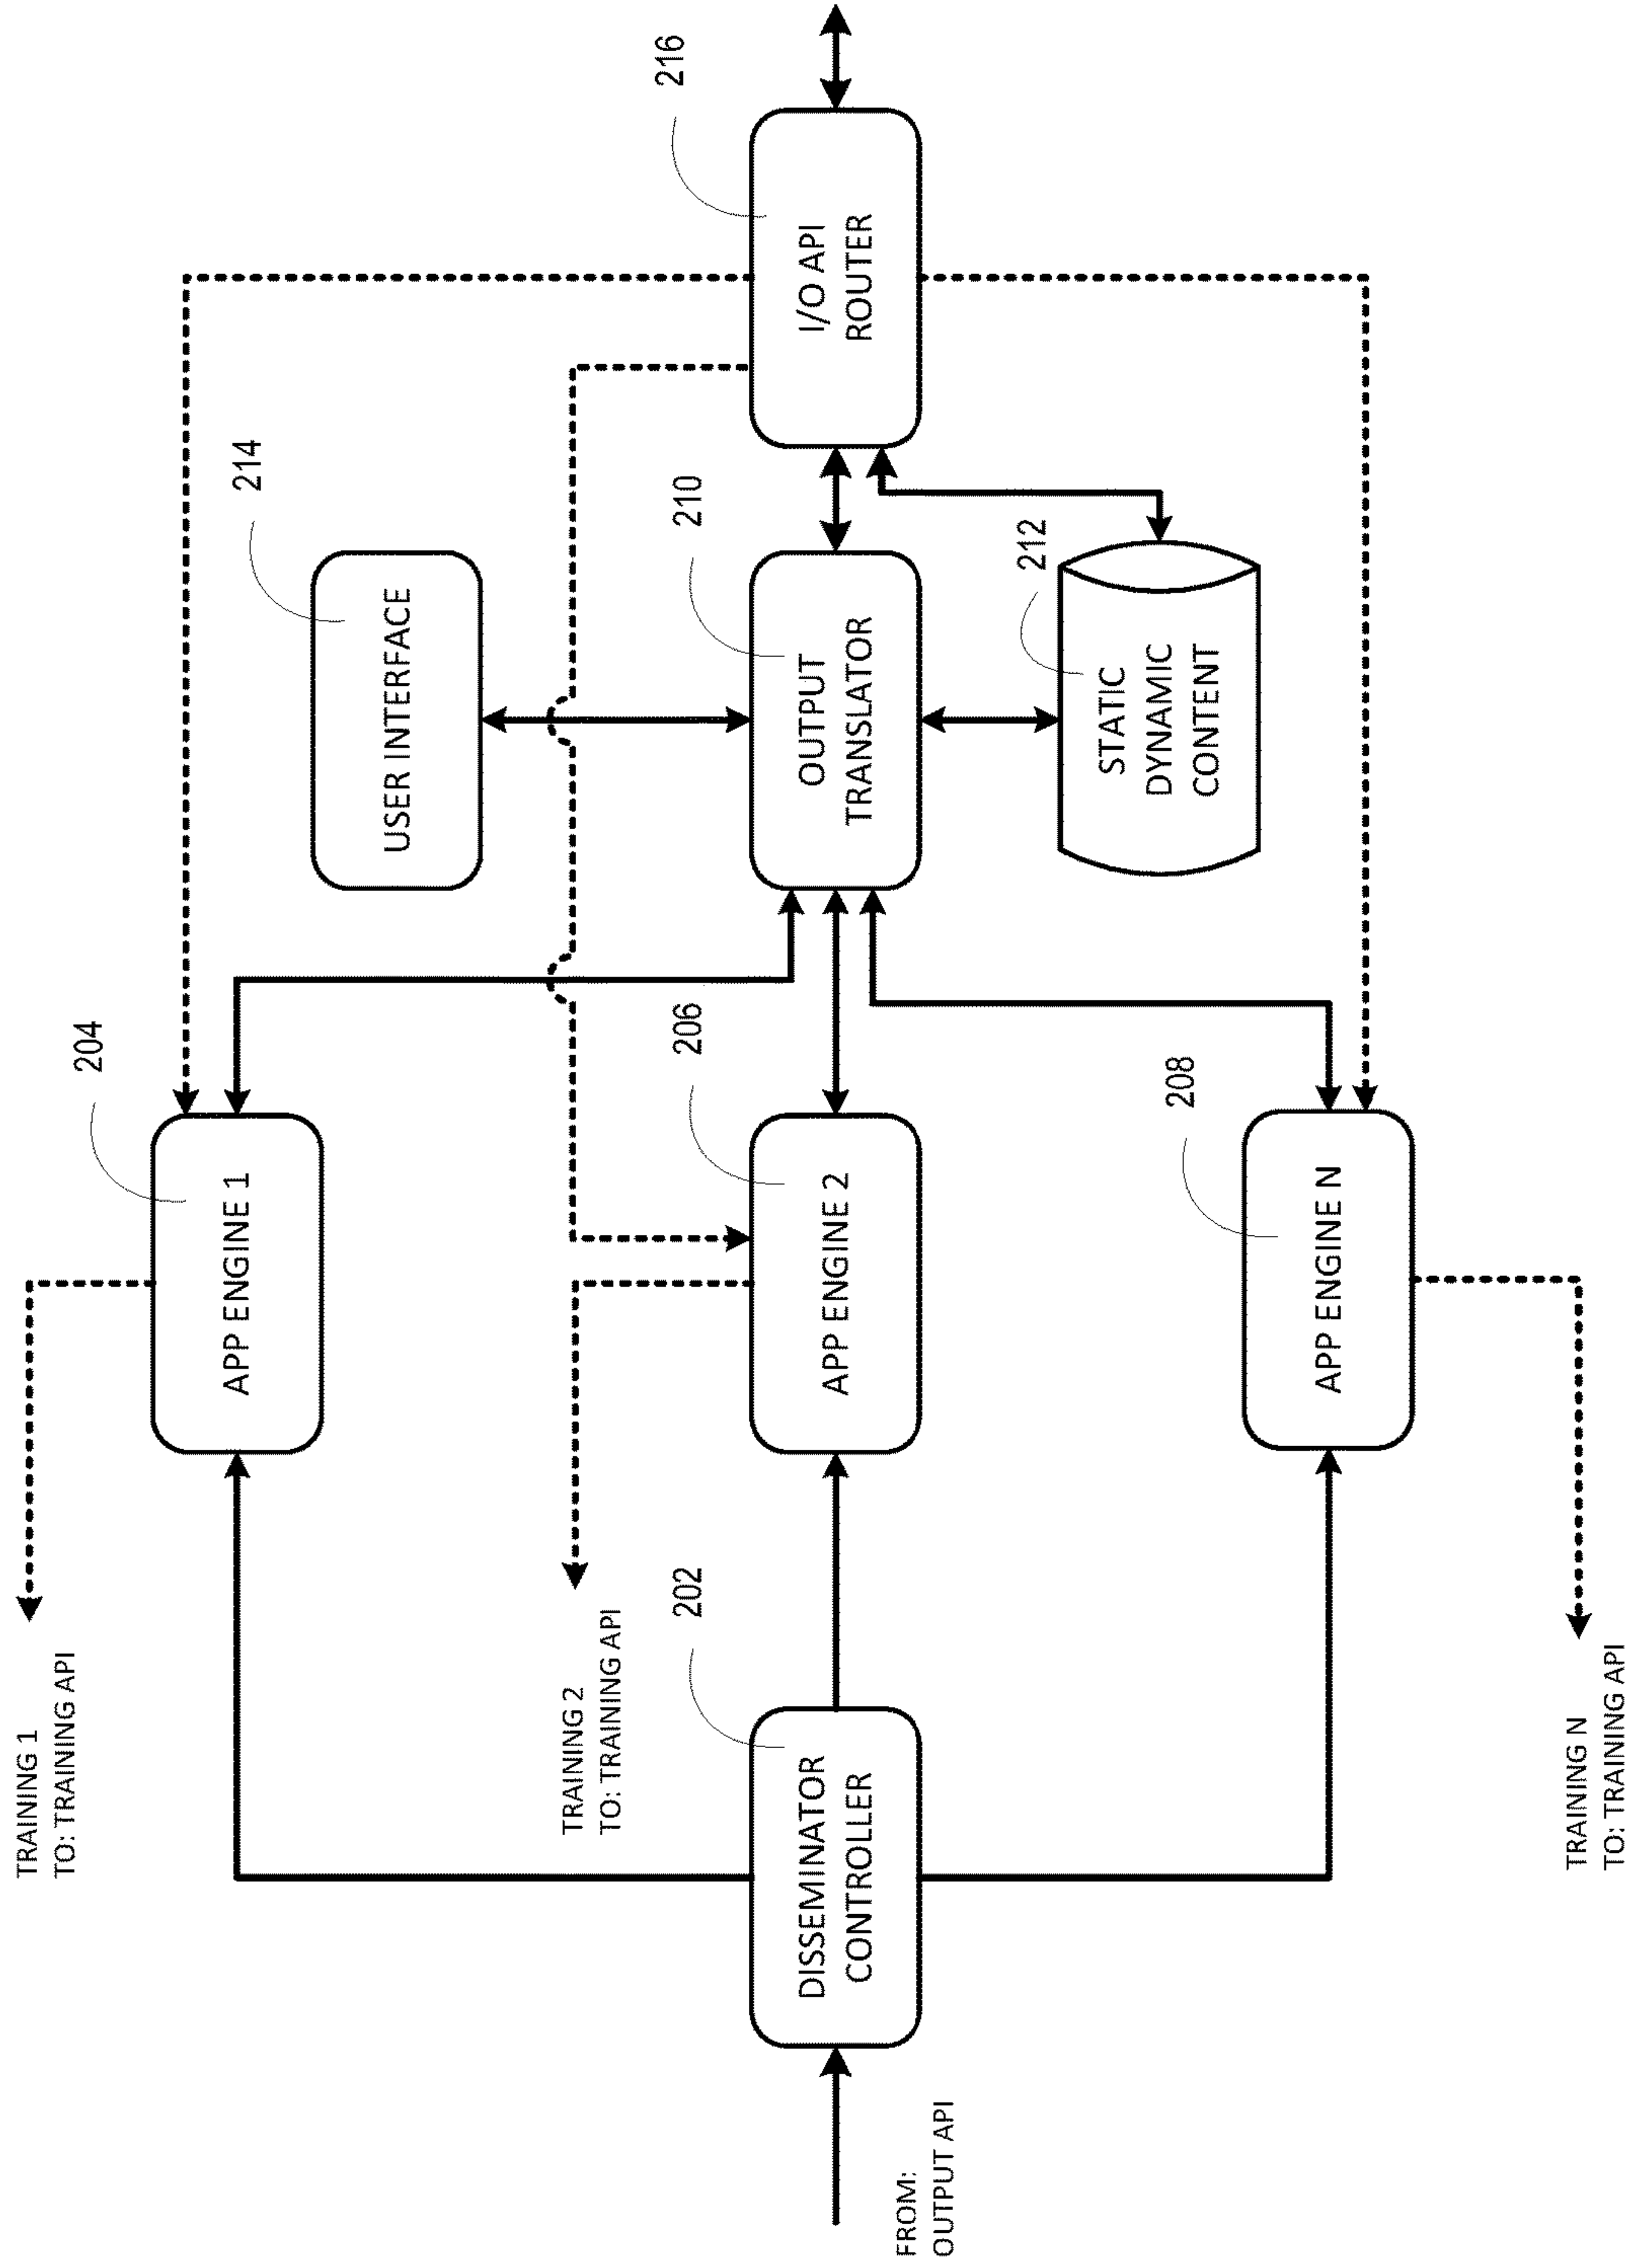 TRAINING 1
TO: TRAINING API
204
APP ENGINE 1
214
USER INTERFACE
TRAINING 2
TO: TRAINING API
FROM:
OUTPUT API
202
DISSEMINATOR
CONTROLLER
206
APP ENGINE 2
210
OUTPUT
TRANSLATOR
216
I/O API
ROUTER
212
STATIC
DYNAMIC
CONTENT
208
APP ENGINE N
TRAINING N
TO: TRAINING API